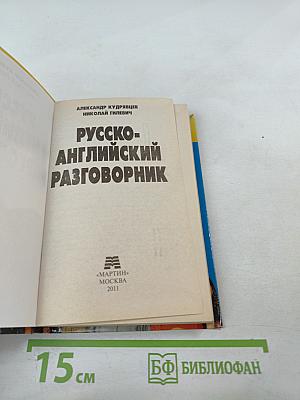 АЛЕКСАНДР КУДРЯВЦЕВ
НИКОЛАЙ ГИЛЕВИЧ
РУССКО-
АНГЛИЙСКИЙ
РАЗГОВОРНИК
«МАРТИН»
МОСКВА
2011
15 см
БФ БИБЛИОФАН